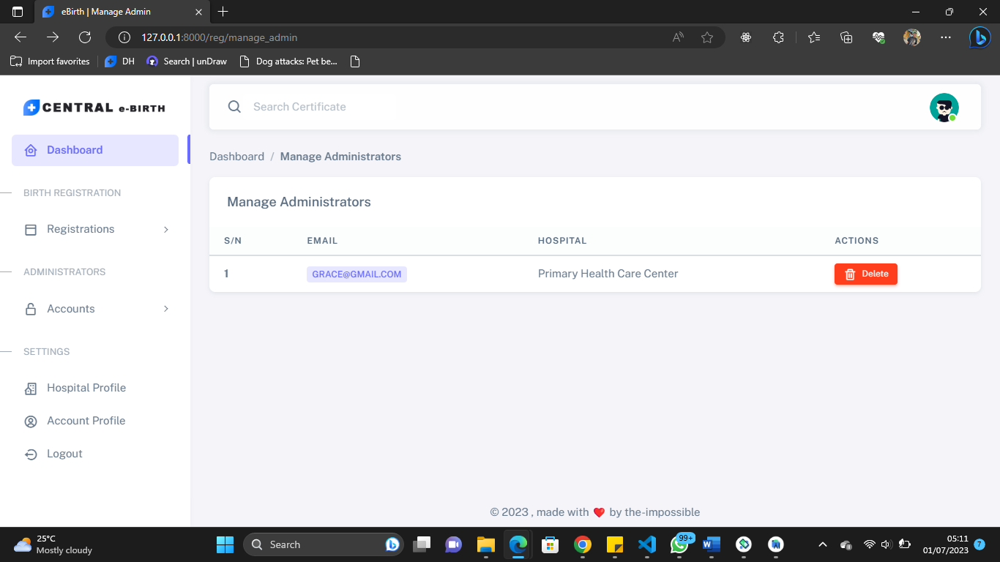 eBirth | Manage Admin
127.0.0.1:8000/reg/manage_admin
Import favorites
DH
Search | unDraw
Dog attacks: Pet be...
CENTRAL e-BIRTH
Search Certificate
Dashboard
Dashboard / Manage Administrators
BIRTH REGISTRATION
Registrations
ADMINISTRATORS
Accounts
SETTINGS
Hospital Profile
Account Profile
Logout
Manage Administrators
S/N EMAIL HOSPITAL ACTIONS
1 GRACE@GMAIL.COM Primary Health Care Center Delete
© 2023 , made with ❤️ by the-impossible
25°C
Mostly cloudy
Search
99+
05:11
01/07/2023
7